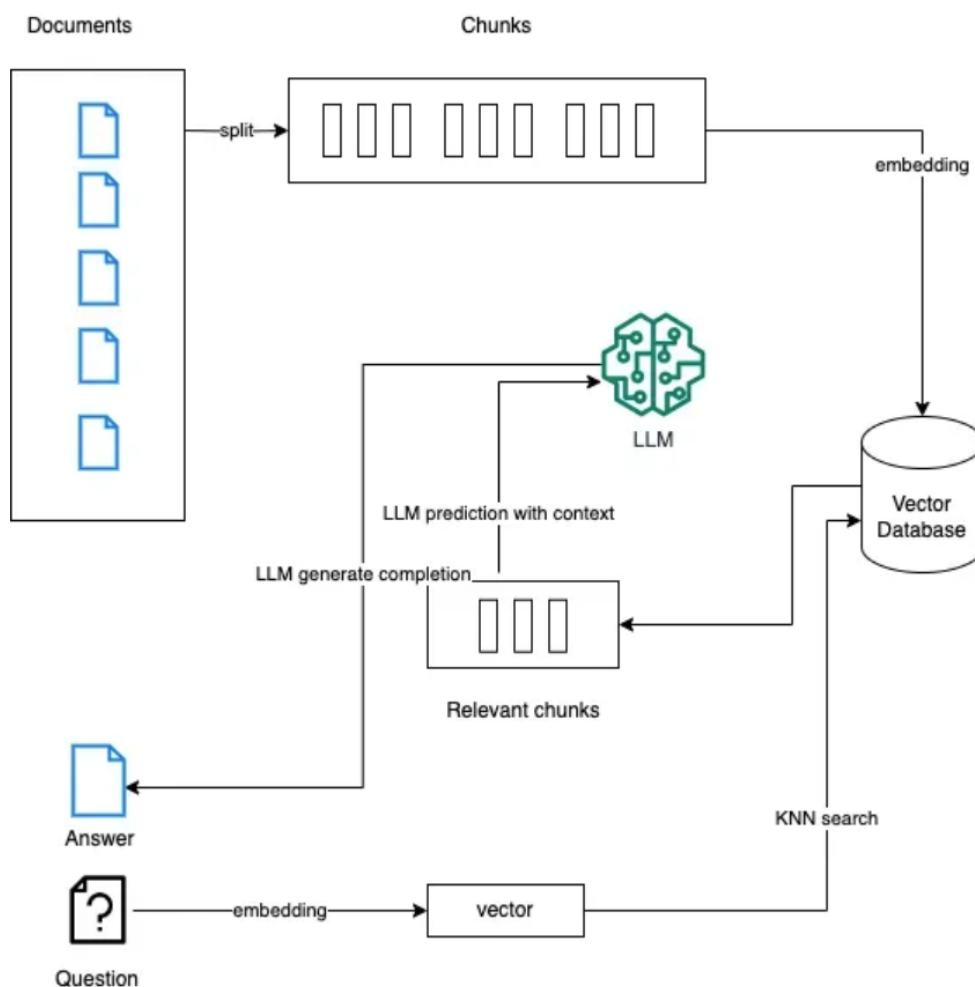 Documents
Chunks
split
embedding
LLM
Vector
Database
LLM prediction with context
LLM generate completion
Relevant chunks
Answer
KNN search
?
embedding
vector
Question